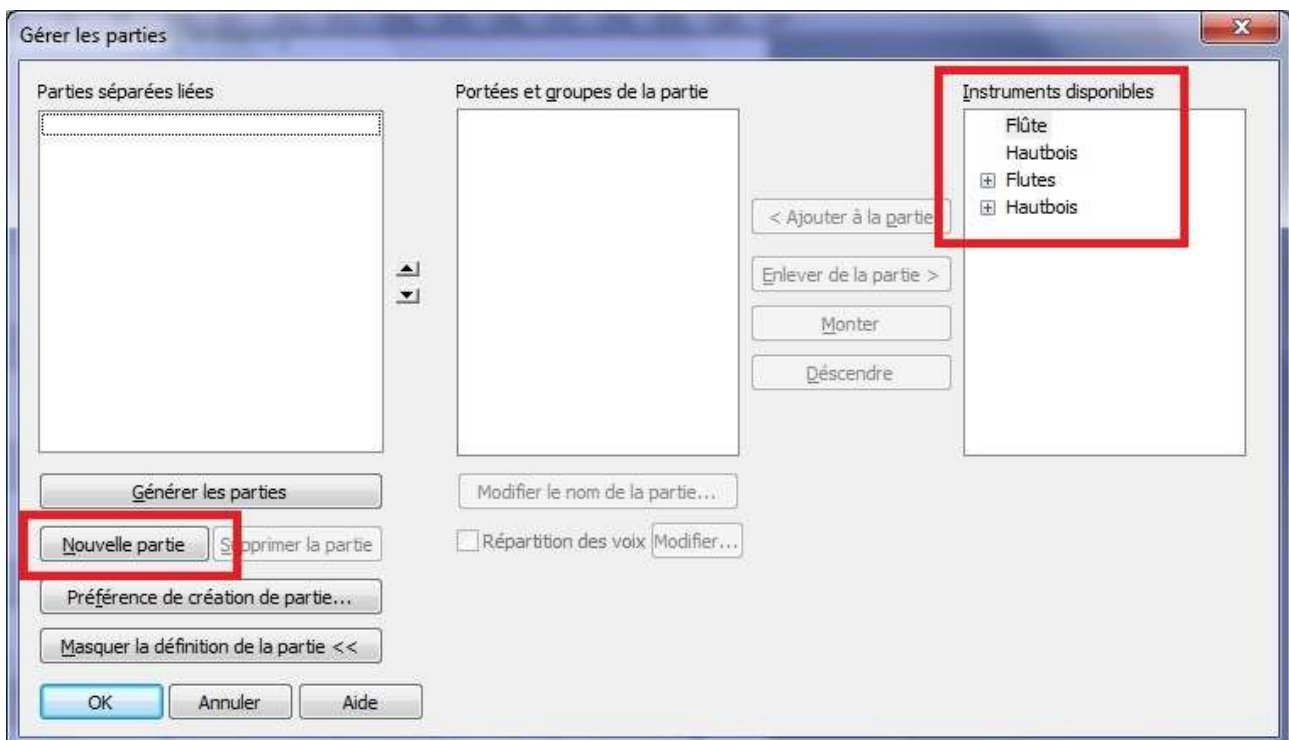 Gérer les parties
Parties séparées liées
Portées et groupes de la partie
Instruments disponibles
Flûte
Hautbois
Flutes
Hautbois
< Ajouter à la partie
Enlever de la partie >
Monter
Déscendre
Générer les parties
Modifier le nom de la partie...
Nouvelle partie
Supprimer la partie
Répartition des voix
Modifier...
Préférence de création de partie...
Masquer la définition de la partie <<
OK
Annuler
Aide